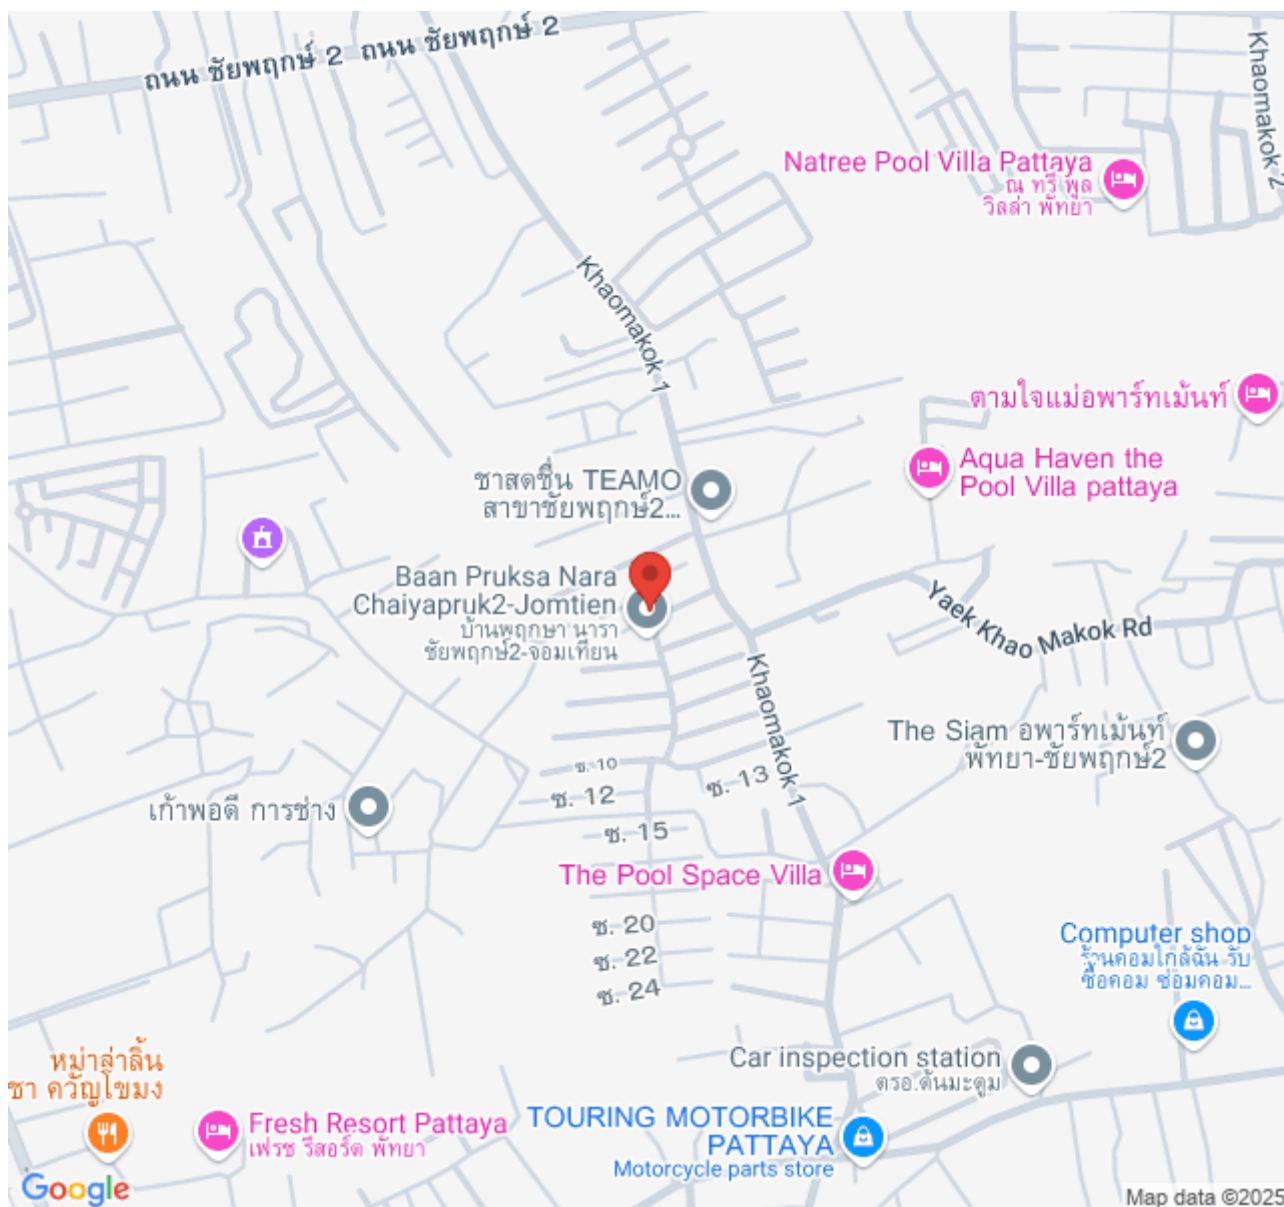 ถนน ชัยพฤกษ์ 2
ถนน ชัยพฤกษ์ 2
Khaomakok 2
Natree Pool Villa Pattaya
ณ ทรี พูล
วิลล่า พัทยา
Khaomakok 1
ตามใจแม่อพาร์ทเม้นท์
Aqua Haven the
Pool Villa pattaya
ชาสดชื่น TEAMO
สาขาชัยพฤกษ์2...
Baan Pruksa Nara
Chaiyapruk2-Jomtien
บ้านพฤกษา นารา
ชัยพฤกษ์2-จอมเทียน
Yaek Khao Makok Rd
Khaomakok 1
The Siam อพาร์ทเม้นท์
พัทยา-ชัยพฤกษ์2
ซ. 10
ซ. 13
ซ. 12
เก้าพอดี การช่าง
ซ. 15
The Pool Space Villa
ซ. 20
ซ. 22
ซ. 24
Computer shop
ร้านคอมใกล้ฉัน รับ
ซื้อคอม ซ่อมคอม...
Car inspection station
ตรอ.ต้นมะตูม
หม่าล่าลิ้น
ชา ควัญโขมง
Fresh Resort Pattaya
เฟรช รีสอร์ต พัทยา
TOURING MOTORBIKE
PATTAYA
Motorcycle parts store
Google
Map data ©2025